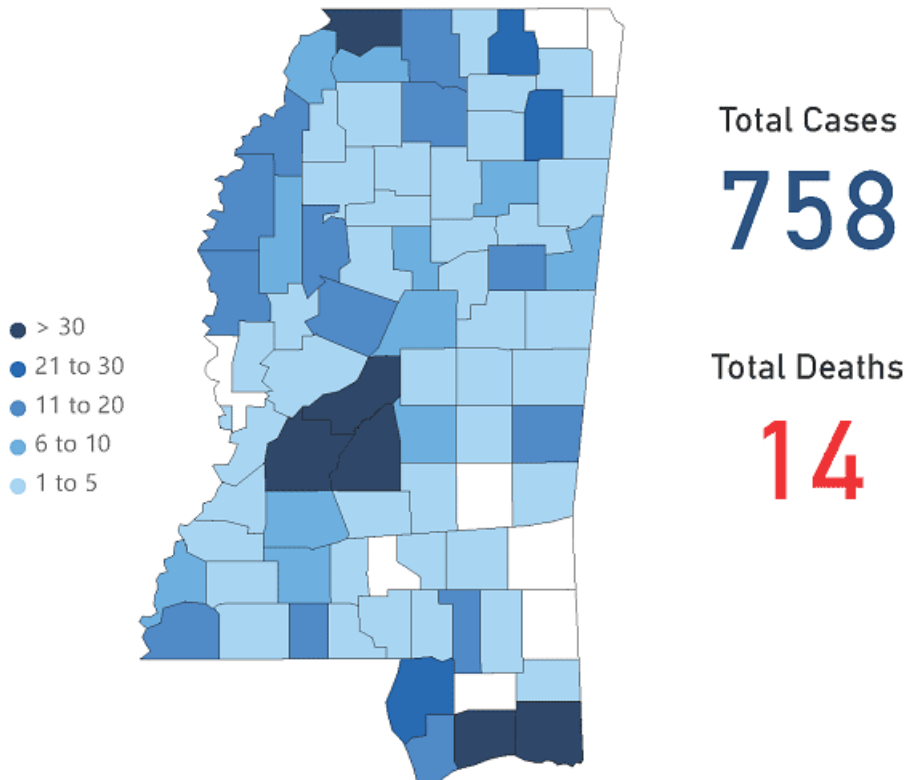 Total Cases
758
> 30
21 to 30
11 to 20
6 to 10
1 to 5
Total Deaths
14